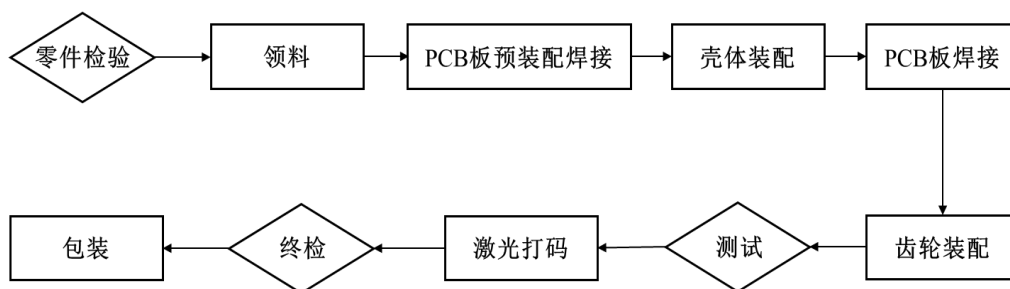 零件检验
领料
PCB板预装配焊接
壳体装配
PCB板焊接
齿轮装配
测试
激光打码
终检
包装